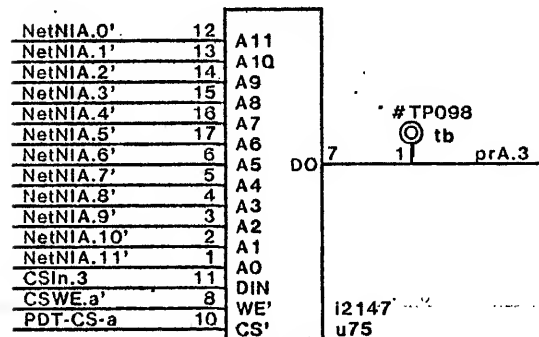 NetNIA.0' 12 A11
NetNIA.1' 13 A10
NetNIA.2' 14 A9
NetNIA.3' 15 A8
NetNIA.4' 16 A7
NetNIA.5' 17 A6
NetNIA.6' 6 A5 DO 7 1 prA.3
#TP098
tb
NetNIA.7' 5 A4
NetNIA.8' 4 A3
NetNIA.9' 3 A2
NetNIA.10' 2 A1
NetNIA.11' 1 A0
CSIn.3 11 DIN
CSWE.a' 8 WE' i2147
PDT-CS-a 10 CS' u75